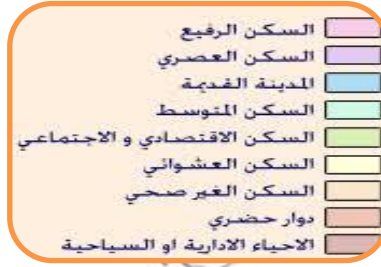 السكن الرفيع
السكن العصري
المدينة القديمة
السكن المتوسط
السكن الاقتصادي و الاجتماعي
السكن العشوائي
السكن الغير صحي
دوار حضري
الاحياء الادارية او السياحية